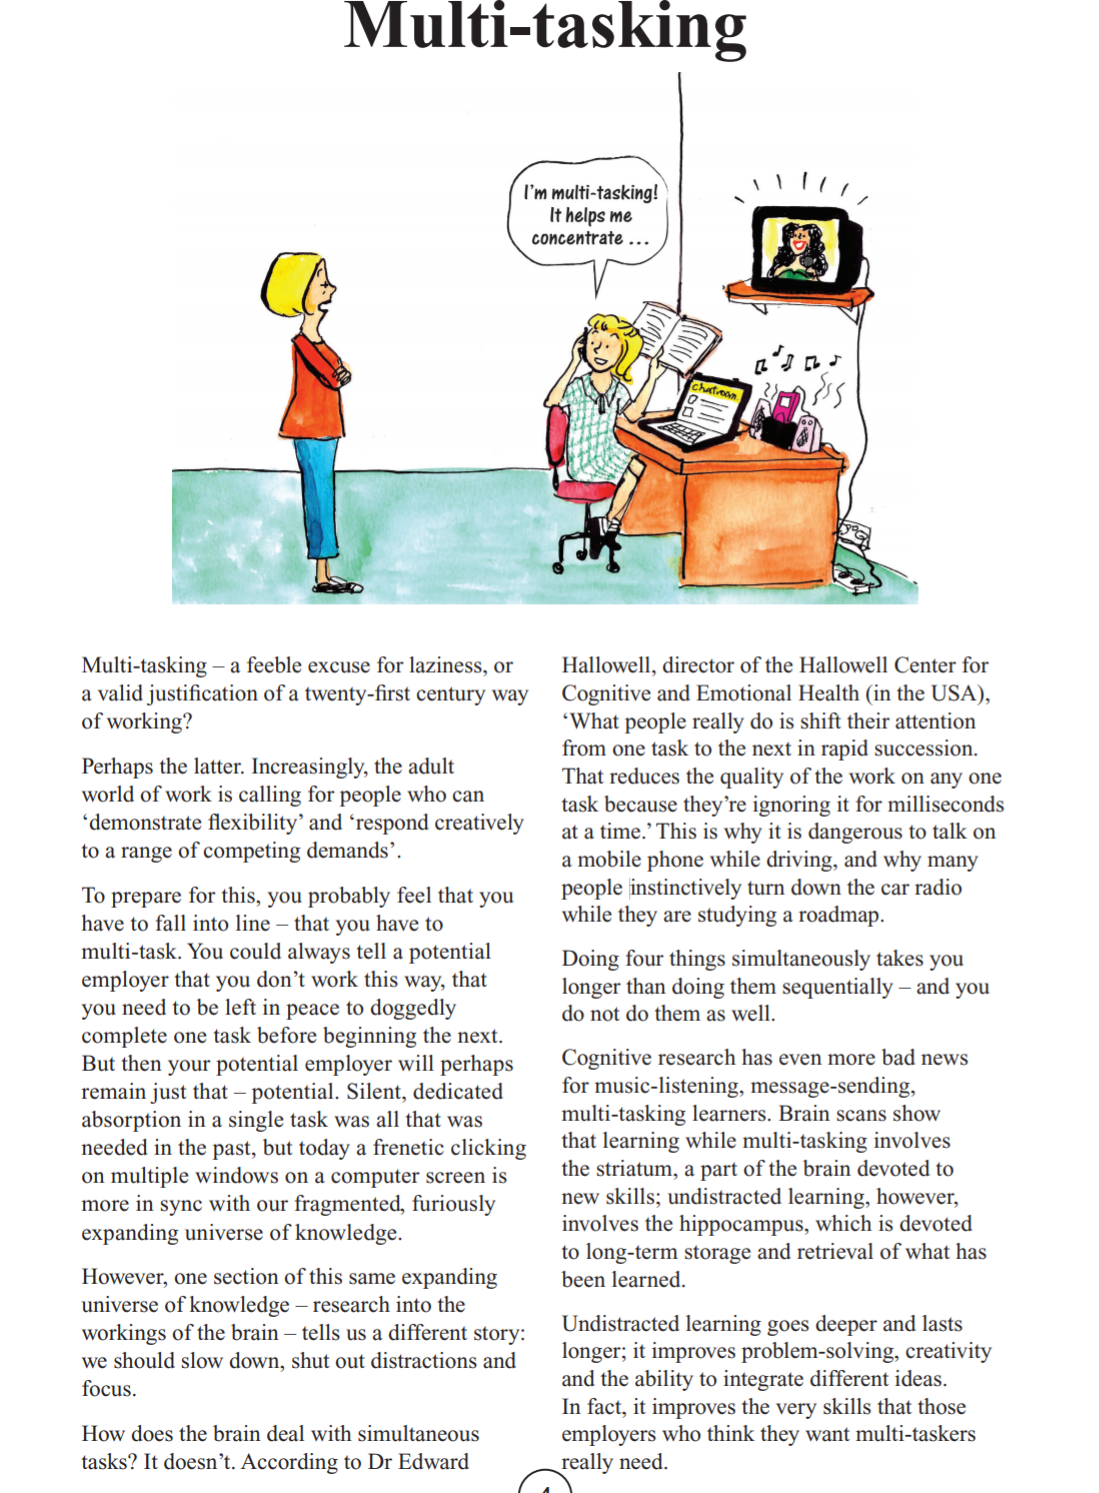 Multi-tasking
I'm multi-tasking!
It helps me
concentrate ...
chatroom
Multi-tasking – a feeble excuse for laziness, or
a valid justification of a twenty-first century way
of working?
Perhaps the latter. Increasingly, the adult
world of work is calling for people who can
‘demonstrate flexibility’ and ‘respond creatively
to a range of competing demands’.
To prepare for this, you probably feel that you
have to fall into line – that you have to
multi-task. You could always tell a potential
employer that you don’t work this way, that
you need to be left in peace to doggedly
complete one task before beginning the next.
But then your potential employer will perhaps
remain just that – potential. Silent, dedicated
absorption in a single task was all that was
needed in the past, but today a frenetic clicking
on multiple windows on a computer screen is
more in sync with our fragmented, furiously
expanding universe of knowledge.
However, one section of this same expanding
universe of knowledge – research into the
workings of the brain – tells us a different story:
we should slow down, shut out distractions and
focus.
How does the brain deal with simultaneous
tasks? It doesn’t. According to Dr Edward
Hallowell, director of the Hallowell Center for
Cognitive and Emotional Health (in the USA),
‘What people really do is shift their attention
from one task to the next in rapid succession.
That reduces the quality of the work on any one
task because they’re ignoring it for milliseconds
at a time.’ This is why it is dangerous to talk on
a mobile phone while driving, and why many
people instinctively turn down the car radio
while they are studying a roadmap.
Doing four things simultaneously takes you
longer than doing them sequentially – and you
do not do them as well.
Cognitive research has even more bad news
for music-listening, message-sending,
multi-tasking learners. Brain scans show
that learning while multi-tasking involves
the striatum, a part of the brain devoted to
new skills; undistracted learning, however,
involves the hippocampus, which is devoted
to long-term storage and retrieval of what has
been learned.
Undistracted learning goes deeper and lasts
longer; it improves problem-solving, creativity
and the ability to integrate different ideas.
In fact, it improves the very skills that those
employers who think they want multi-taskers
really need.